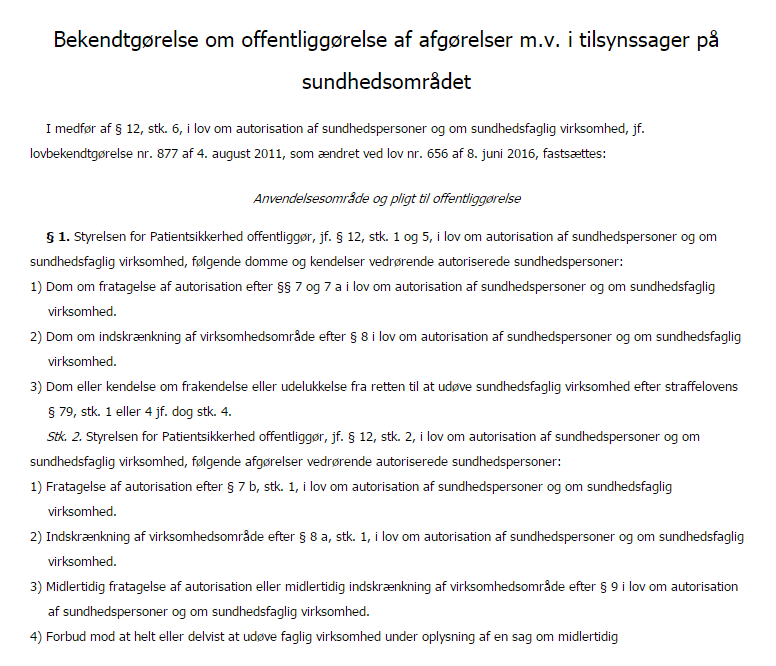 Bekendtgørelse om offentliggørelse af afgørelser m.v. i tilsynssager på
sundhedsområdet
I medfør af § 12, stk. 6, i lov om autorisation af sundhedspersoner og om sundhedsfaglig virksomhed, jf.
lovbekendtgørelse nr. 877 af 4. august 2011, som ændret ved lov nr. 656 af 8. juni 2016, fastsættes:
Anvendelsesområde og pligt til offentliggørelse
§ 1. Styrelsen for Patientsikkerhed offentliggør, jf. § 12, stk. 1 og 5, i lov om autorisation af sundhedspersoner og om
sundhedsfaglig virksomhed, følgende domme og kendelser vedrørende autoriserede sundhedspersoner:
1) Dom om fratagelse af autorisation efter §§ 7 og 7 a i lov om autorisation af sundhedspersoner og om sundhedsfaglig
virksomhed.
2) Dom om indskrænkning af virksomhedsområde efter § 8 i lov om autorisation af sundhedspersoner og om sundhedsfaglig
virksomhed.
3) Dom eller kendelse om frakendelse eller udelukkelse fra retten til at udøve sundhedsfaglig virksomhed efter straffelovens
§ 79, stk. 1 eller 4 jf. dog stk. 4.
Stk. 2. Styrelsen for Patientsikkerhed offentliggør, jf. § 12, stk. 2, i lov om autorisation af sundhedspersoner og om
sundhedsfaglig virksomhed, følgende afgørelser vedrørende autoriserede sundhedspersoner:
1) Fratagelse af autorisation efter § 7 b, stk. 1, i lov om autorisation af sundhedspersoner og om sundhedsfaglig
virksomhed.
2) Indskrænkning af virksomhedsområde efter § 8 a, stk. 1, i lov om autorisation af sundhedspersoner og om sundhedsfaglig
virksomhed.
3) Midlertidig fratagelse af autorisation eller midlertidig indskrænkning af virksomhedsområde efter § 9 i lov om autorisation
af sundhedspersoner og om sundhedsfaglig virksomhed.
4) Forbud mod at helt eller delvist at udøve faglig virksomhed under oplysning af en sag om midlertidig